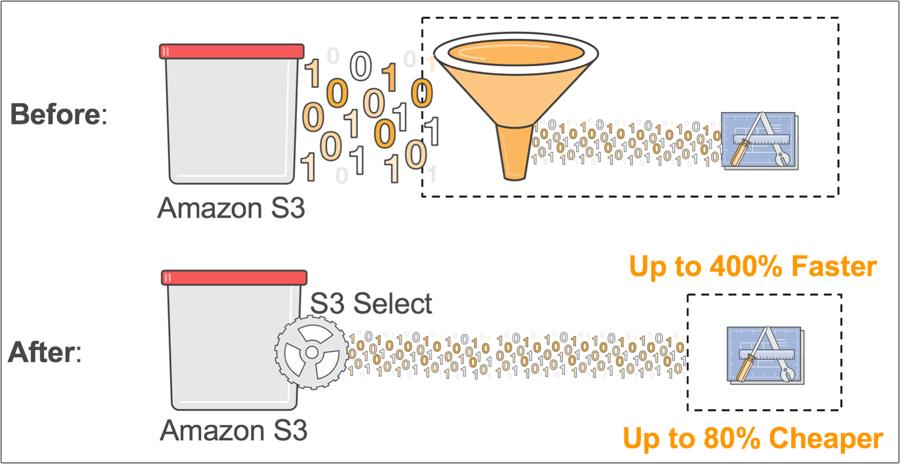 Before:
Amazon S3
Up to 400% Faster
S3 Select
After:
Amazon S3
Up to 80% Cheaper